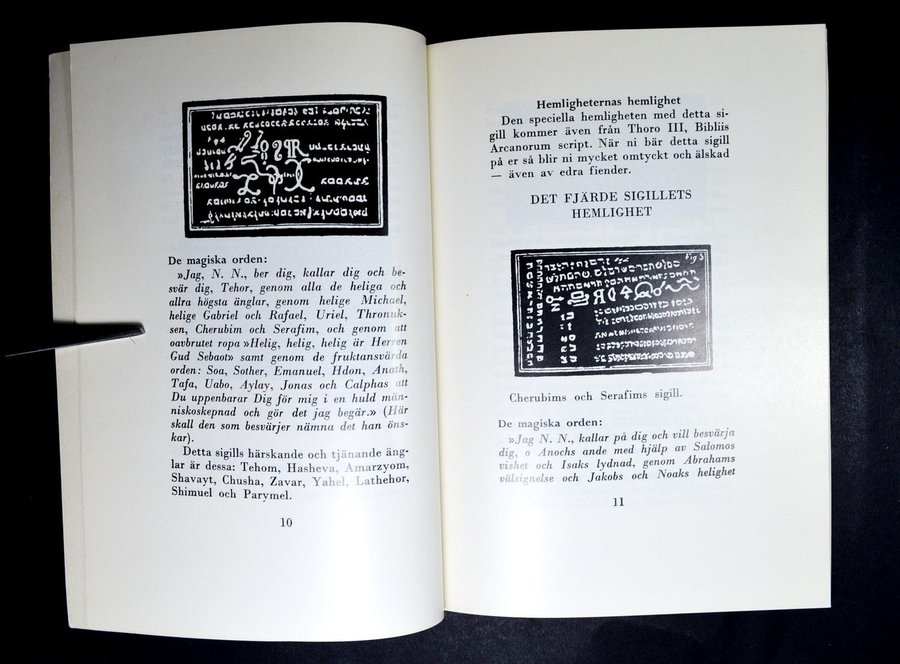 De magiska orden:
»Jag, N. N., ber dig, kallar dig och be-
svär dig, Tehor, genom alla de heliga och
allra högsta änglar, genom helige Michael,
helige Gabriel och Rafael, Uriel, Thronuk-
sen, Cherubim och Serafim, och genom att
oavbrutet ropa »Helig, helig, helig är Herren
Gud Sebaot» samt genom de fruktansvärda
orden: Soa, Sother, Emanuel, Hdon, Anath,
Tafa, Uabo, Aylay, Jonas och Calphas att
Du uppenbarar Dig för mig i en huld män-
niskoskepnad och gör det jag begär.» (Här
skall den som besvärjer nämna det han öns-
kar).
Detta sigills härskande och tjänande äng-
lar är dessa: Tehom, Hasheva, Amarzyom,
Shavayt, Chusha, Zavar, Yahel, Lathehor,
Shimuel och Parymel.
10
Hemligheternas hemlighet
Den speciella hemligheten med detta si-
gill kommer även från Thoro III, Bibliis
Arcanorum script. När ni bär detta sigill
på er så blir ni mycket omtyckt och älskad
— även av edra fiender.
DET FJÄRDE SIGILLETS
HEMLIGHET
Fig 5
Cherubims och Serafims sigill.
De magiska orden:
»Jag N. N., kallar på dig och vill besvärja
dig, o Anochs ande med hjälp av Salomos
vishet och Isaks lydnad, genom Abrahams
välsignelse och Jakobs och Noaks helighet
11